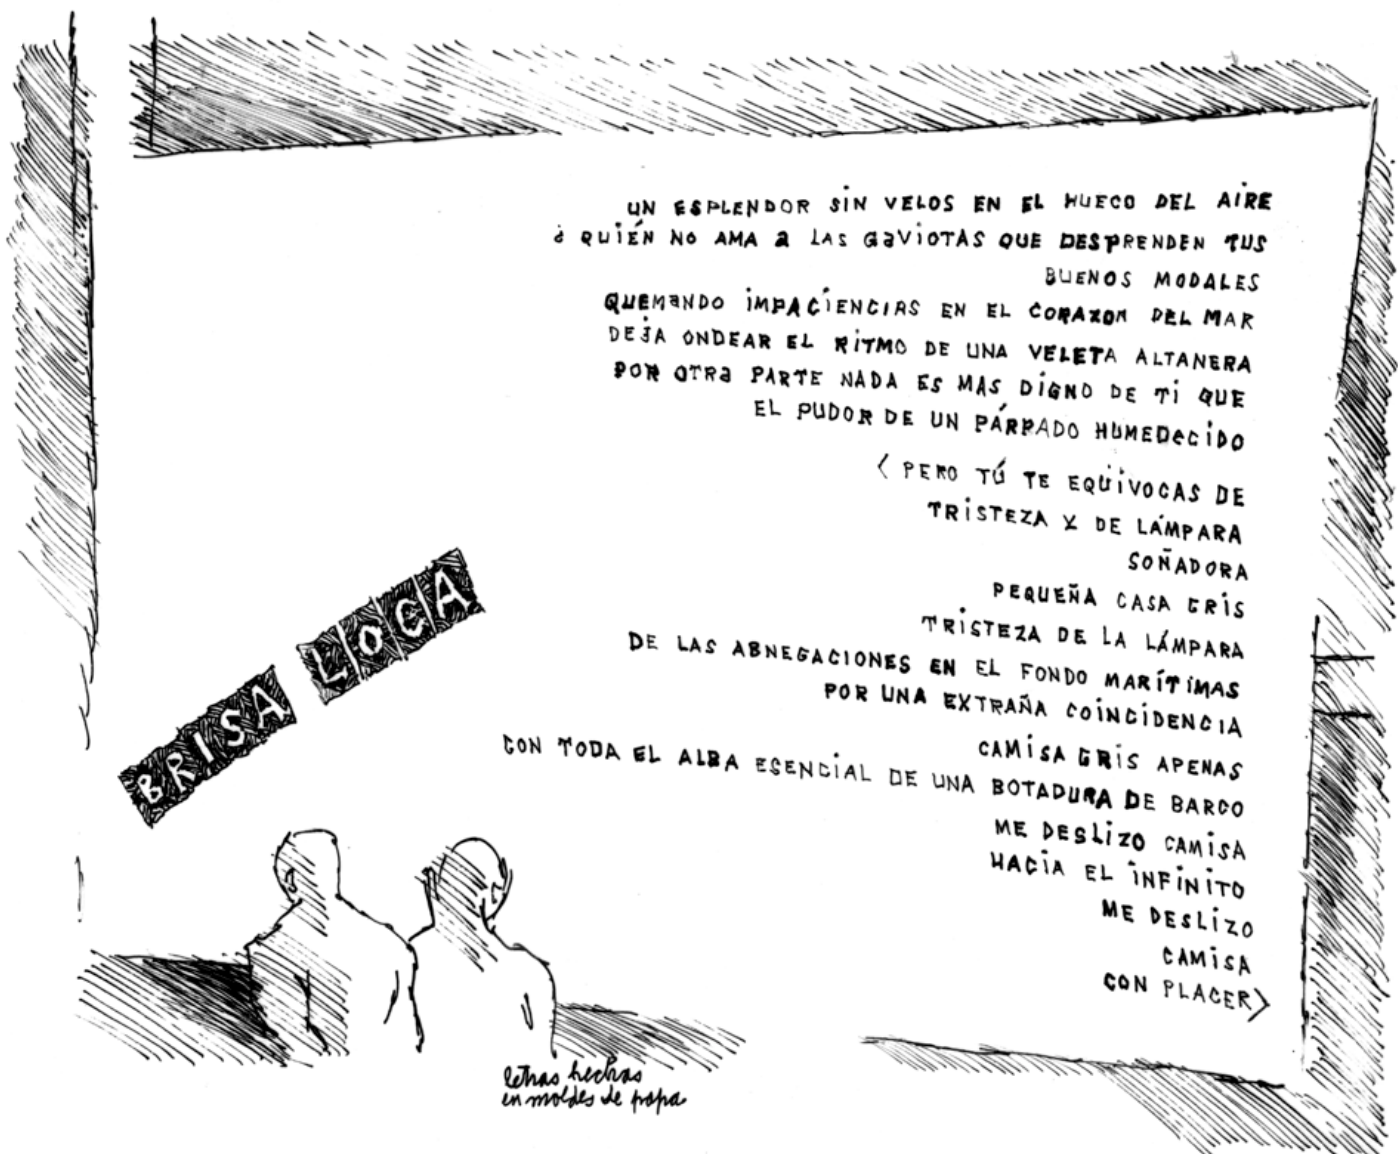 BRISA LOCA
UN ESPLENDOR SIN VELOS EN EL HUECO DEL AIRE
¿ QUIÉN NO AMA a LAS GaVIOTAS QUE DESPRENDEN TUS
BUENOS MODALES
QUEMaNDO IMPACIENCIAS EN EL CORAZON DEL MAR
DEJA ONDEAR EL RITMO DE UNA VELETA ALTANERA
POR OTRa PARTE NADA ES MAS DIGNO DE TI QUE
EL PUDOR DE UN PÁRPADO HUMEDeCIDO
< PERO TÚ TE EQUIVOCAS DE
TRISTEZA Y DE LÁMPARA
SOÑADORA
PEQUEÑA CASA GRIS
TRISTEZA DE LA LÁMPARA
DE LAS ABNEGACIONES EN EL FONDO MARÍTIMAS
POR UNA EXTRAÑA COINCIDENCIA
CAMISA GRIS APENAS
CON TODA EL ALBA ESENCIAL DE UNA BOTADURA DE BARCO
ME DESLIZO CAMISA
HACIA EL INFINITO
ME DESLIZO
CAMISA
CON PLACER>
letras hechas
en moldes de papa